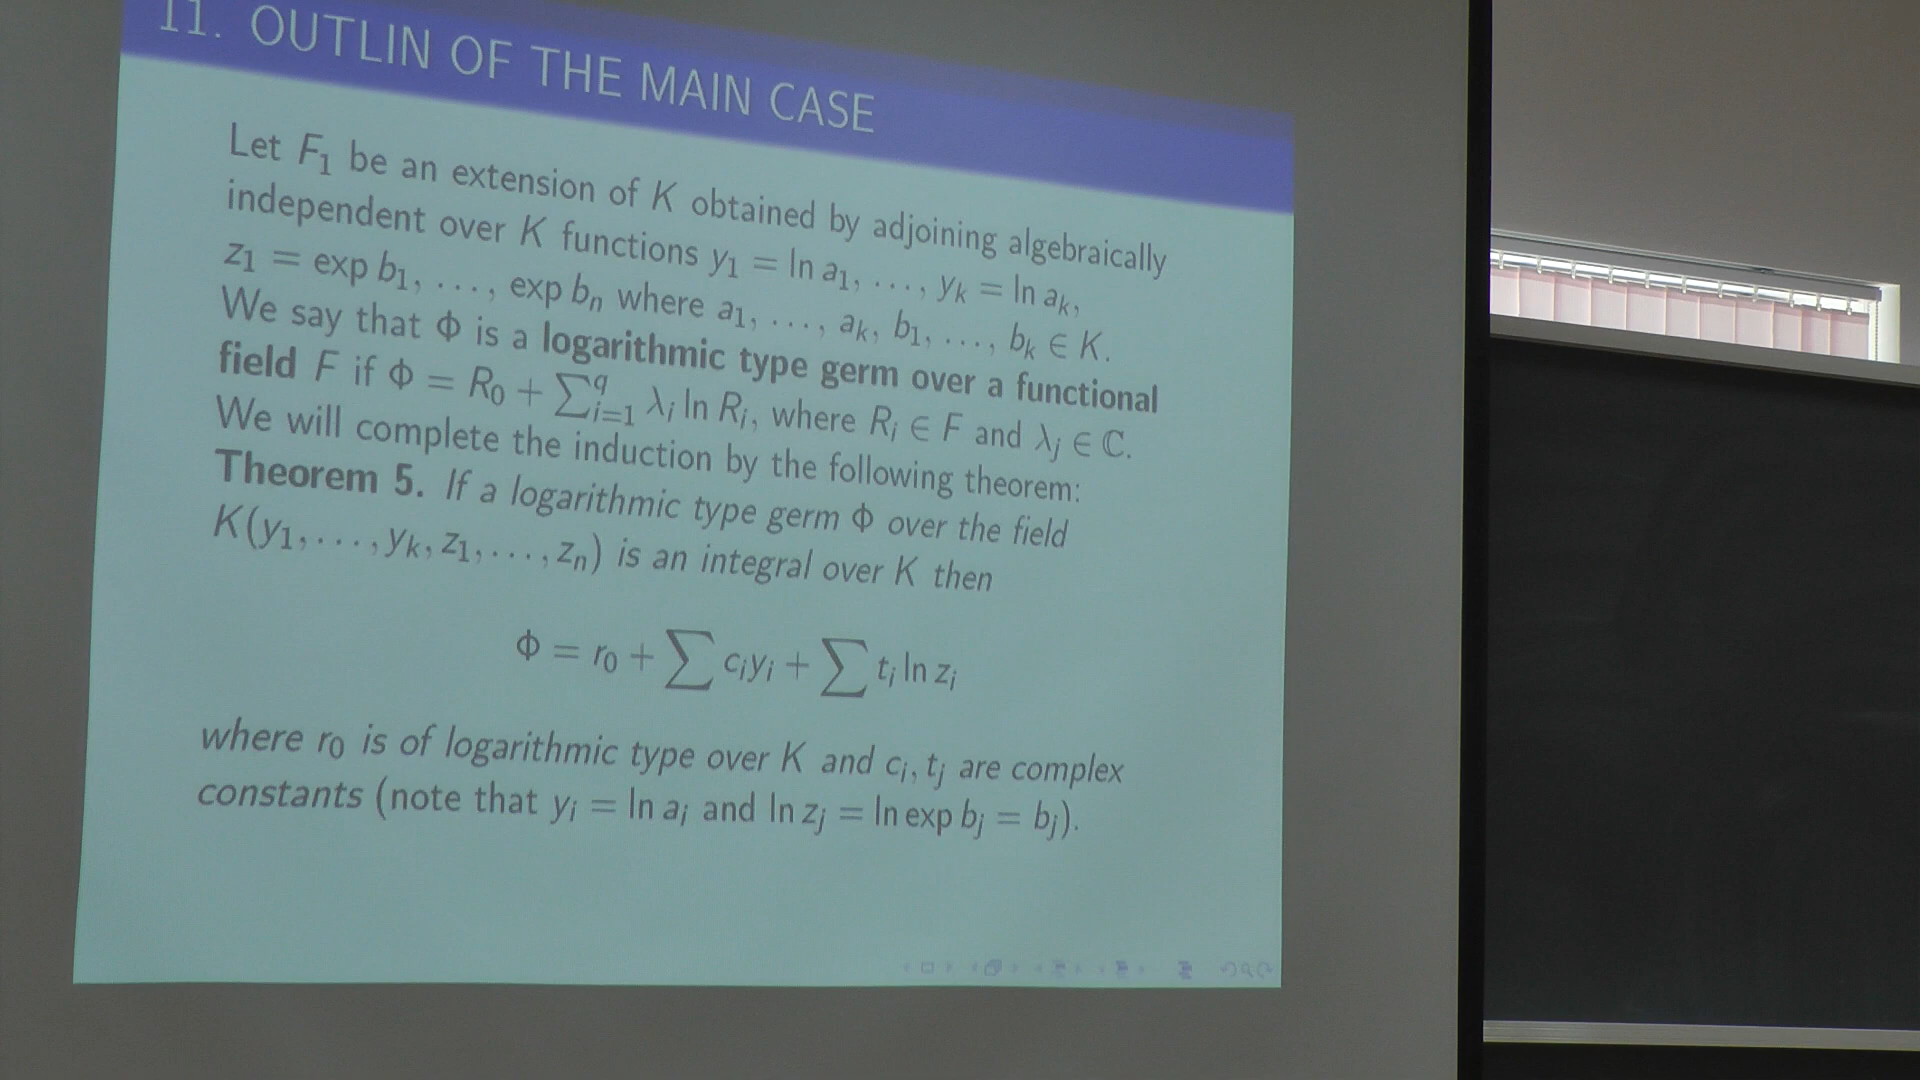 11. OUTLIN OF THE MAIN CASE
Let F₁ be an extension of K obtained by adjoining algebraically
independent over K functions y₁ = ln a₁, . . . , yₖ = ln aₖ,
z₁ = exp b₁, . . . , exp bₙ where a₁, . . . , aₖ, b₁, . . . , bₖ ∈ K.
We say that Φ is a logarithmic type germ over a functional
field F if Φ = R₀ + ∑_{i=1}^{q} λᵢ ln Rᵢ, where Rᵢ ∈ F and λⱼ ∈ ℂ.
We will complete the induction by the following theorem:
Theorem 5. If a logarithmic type germ Φ over the field
K(y₁, . . . , yₖ, z₁, . . . , zₙ) is an integral over K then
Φ = r₀ + ∑ cᵢyᵢ + ∑ tⱼ ln zⱼ
where r₀ is of logarithmic type over K and cᵢ, tⱼ are complex
constants (note that yᵢ = ln aᵢ and ln zⱼ = ln exp bⱼ = bⱼ).